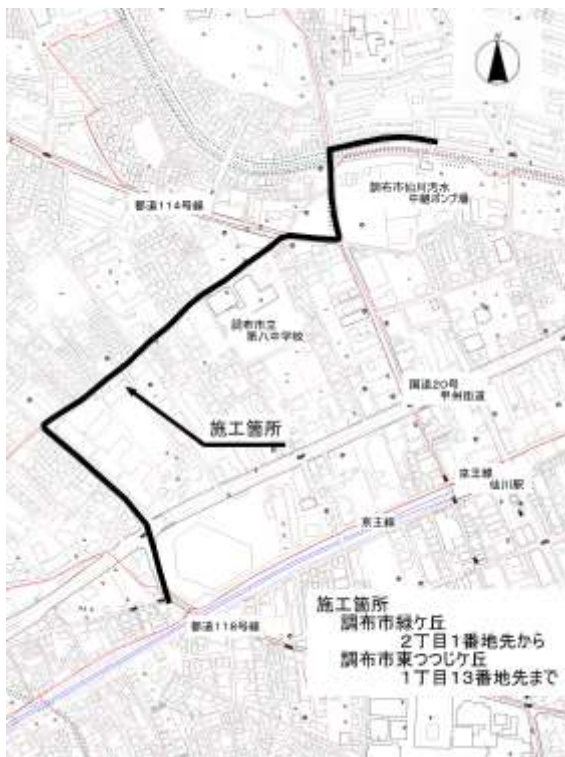 N
調布市仙川汚水
中継ポンプ場
都道114号線
調布市立
第八中学校
国道20号
甲州街道
施工箇所
京王線
仙川駅
京王線
都道118号線
施工箇所
調布市緑ケ丘
2丁目1番地先から
調布市東つつじケ丘
1丁目13番地先まで